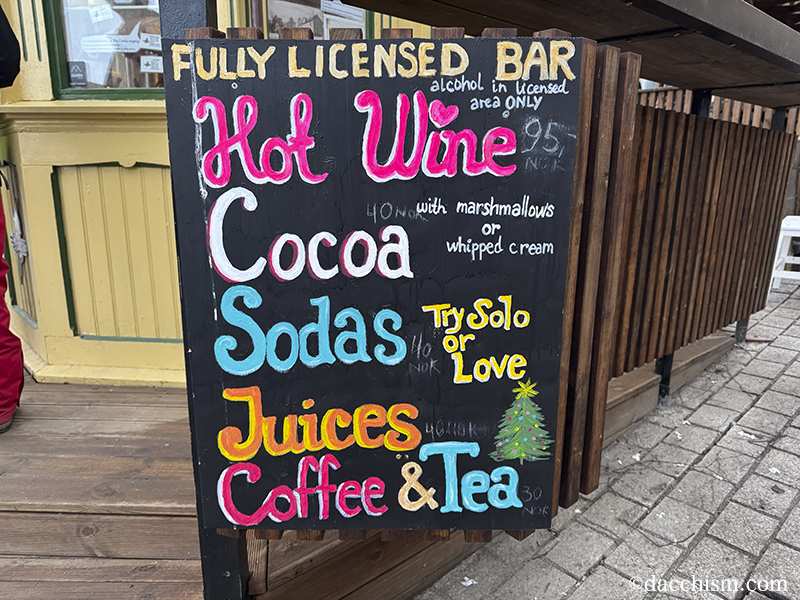 FULLY LICENSED BAR
alcohol in licensed
area ONLY
Hot Wine 95,-
NOK
40 NOK with marshmallows
or
whipped cream
Cocoa
Sodas
40
NOK
Try Solo
or
Love
Juices 40 NOK
Coffee & Tea 30
NOK
©dacchism.com